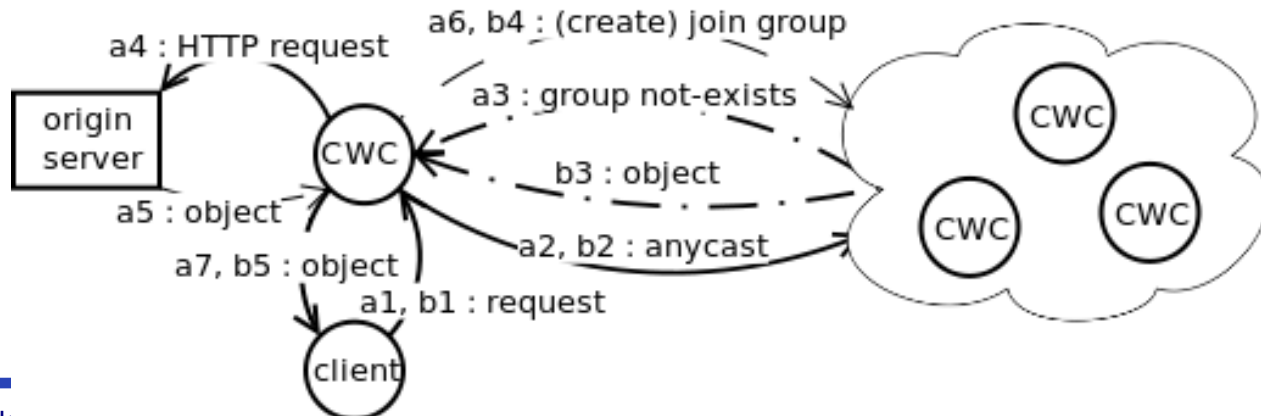 a6, b4 : (create) join group
a4 : HTTP request
a3 : group not-exists
origin
server
CWC
CWC
b3 : object
a5 : object
CWC
CWC
a2, b2 : anycast
a7, b5 : object
a1, b1 : request
client